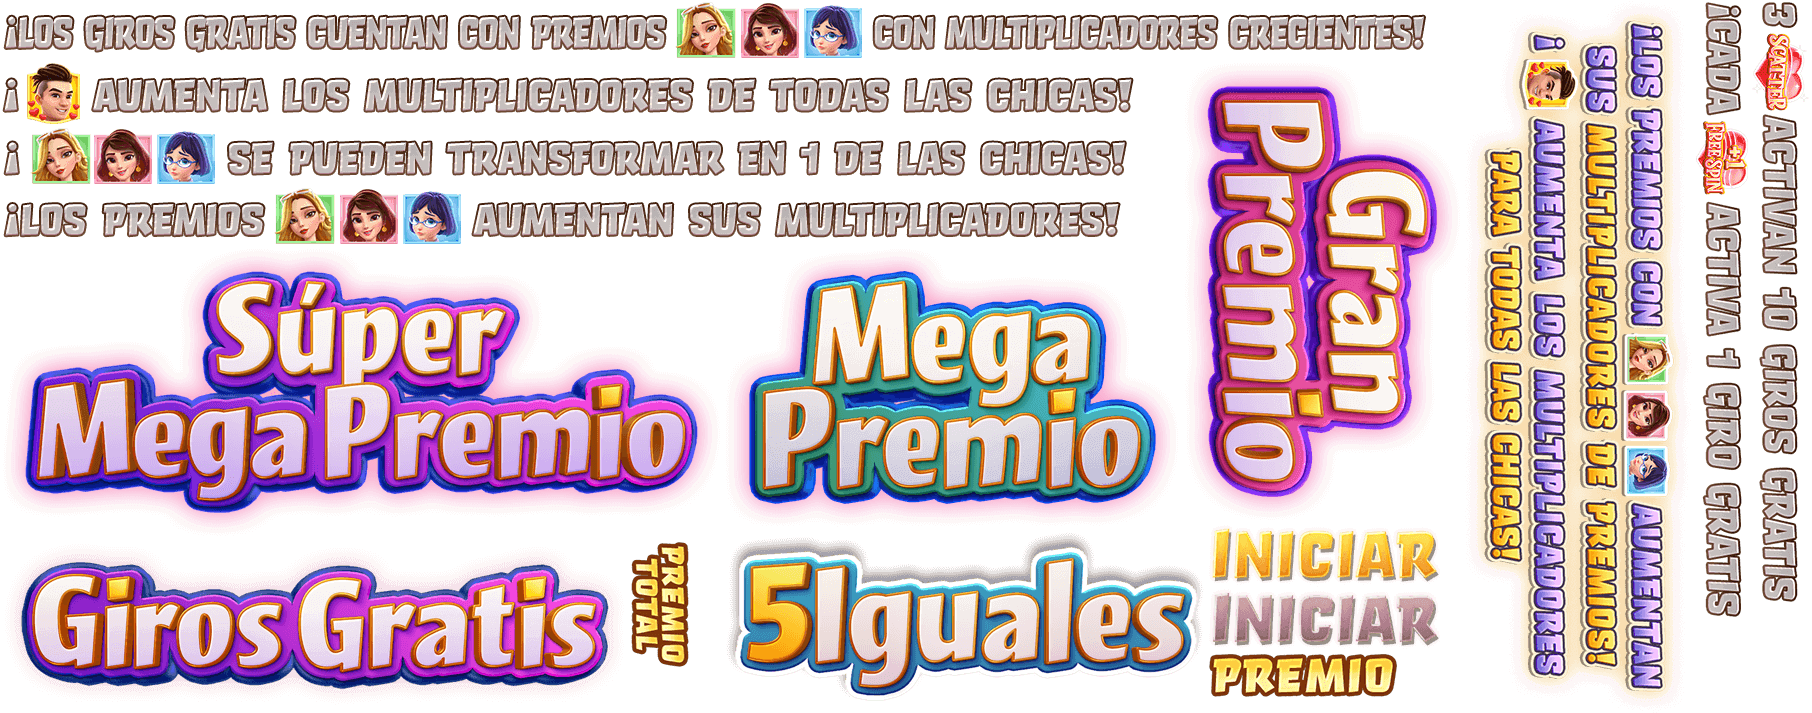 ¡LOS GIROS GRATIS CUENTAN CON PREMIOS CON MULTIPLICADORES CRECIENTES!
¡ AUMENTA LOS MULTIPLICADORES DE TODAS LAS CHICAS!
¡ SE PUEDEN TRANSFORMAR EN 1 DE LAS CHICAS!
¡LOS PREMIOS AUMENTAN SUS MULTIPLICADORES!
Súper
Mega Premio
Mega
Premio
Gran
Premio
Giros Gratis
PREMIO
TOTAL
5 Iguales
INICIAR
INICIAR
PREMIO
¡LOS PREMIOS CON AUMENTAN
SUS MULTIPLICADORES DE PREMIOS!
¡ AUMENTA LOS MULTIPLICADORES
PARA TODAS LAS CHICAS!
3 SCATTER ACTIVAN 10 GIROS GRATIS
¡CADA +1 FREE SPIN ACTIVA 1 GIRO GRATIS